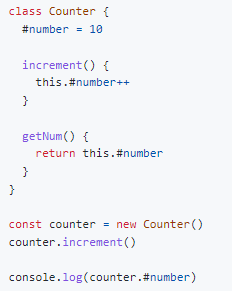 class Counter {
  #number = 10

  increment() {
    this.#number++
  }

  getNum() {
    return this.#number
  }
}

const counter = new Counter()
counter.increment()

console.log(counter.#number)